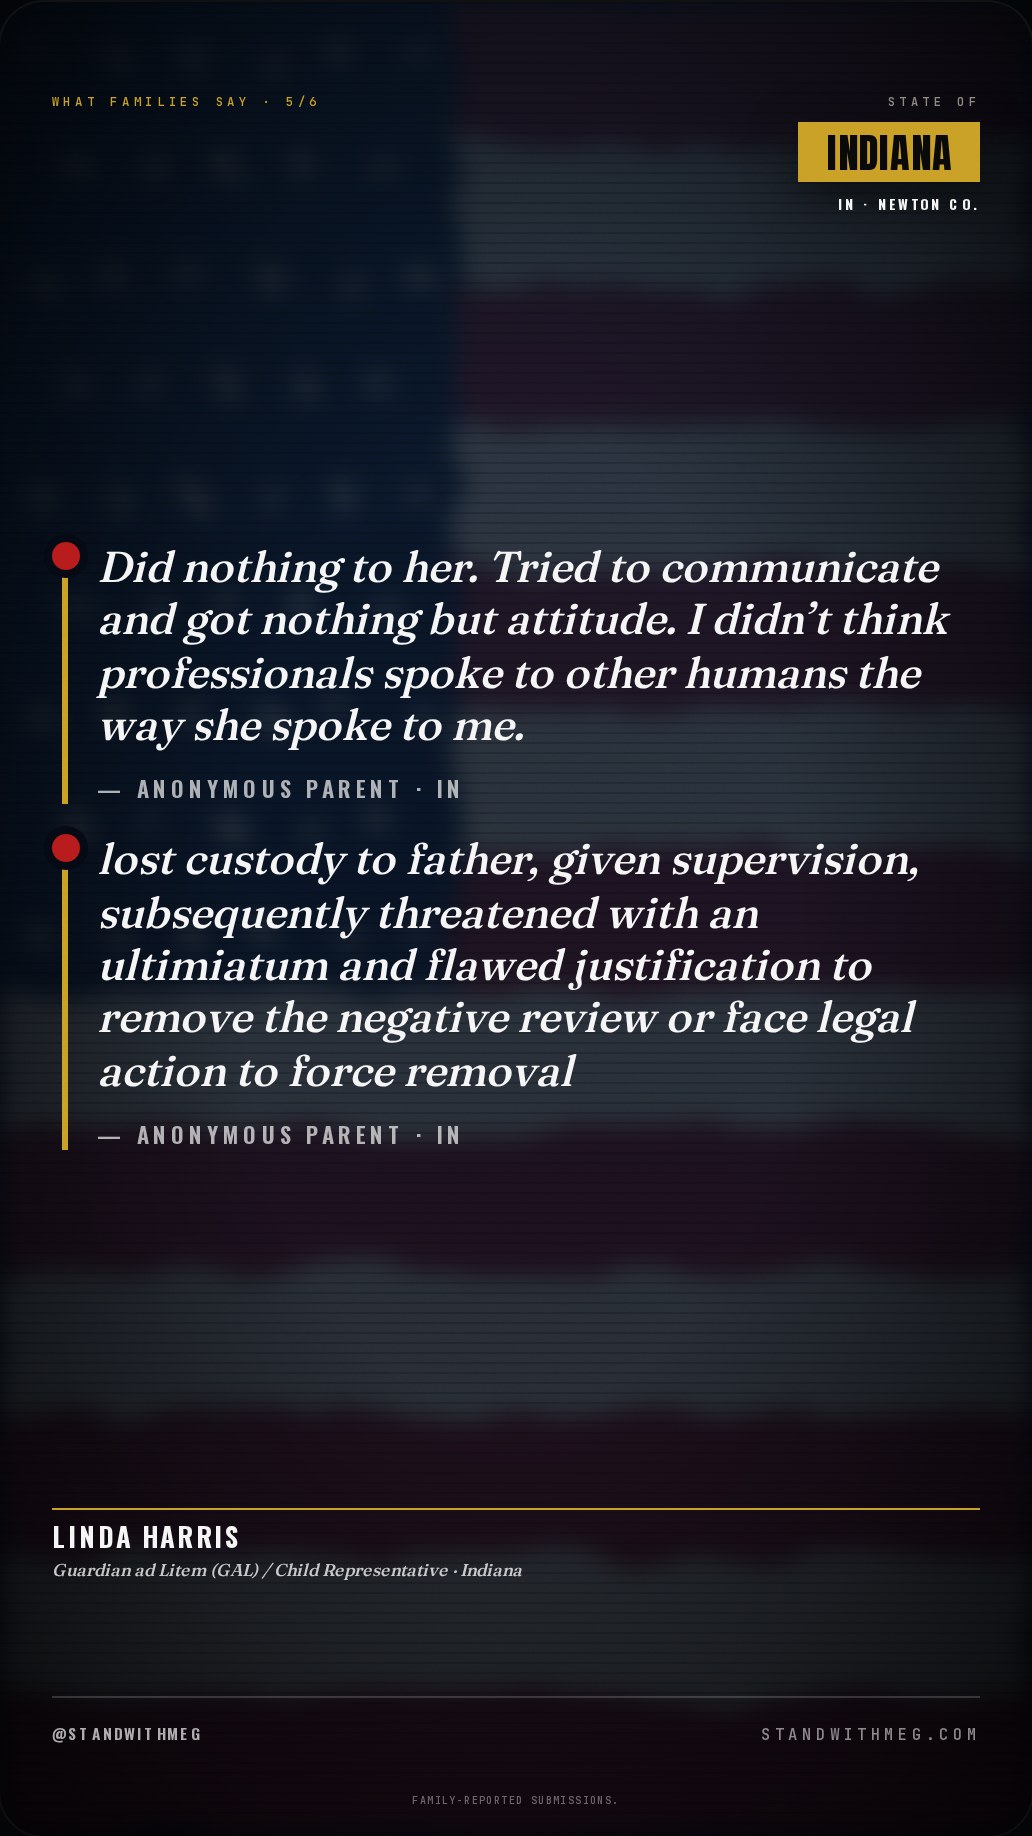 WHAT FAMILIES SAY · 5/6
STATE OF
INDIANA
IN · NEWTON CO.
Did nothing to her. Tried to communicate
and got nothing but attitude. I didn’t think
professionals spoke to other humans the
way she spoke to me.
— ANONYMOUS PARENT · IN
lost custody to father, given supervision,
subsequently threatened with an
ultimiatum and flawed justification to
remove the negative review or face legal
action to force removal
— ANONYMOUS PARENT · IN
LINDA HARRIS
Guardian ad Litem (GAL) / Child Representative · Indiana
@STANDWITHMEG
STANDWITHMEG.COM
FAMILY-REPORTED SUBMISSIONS.